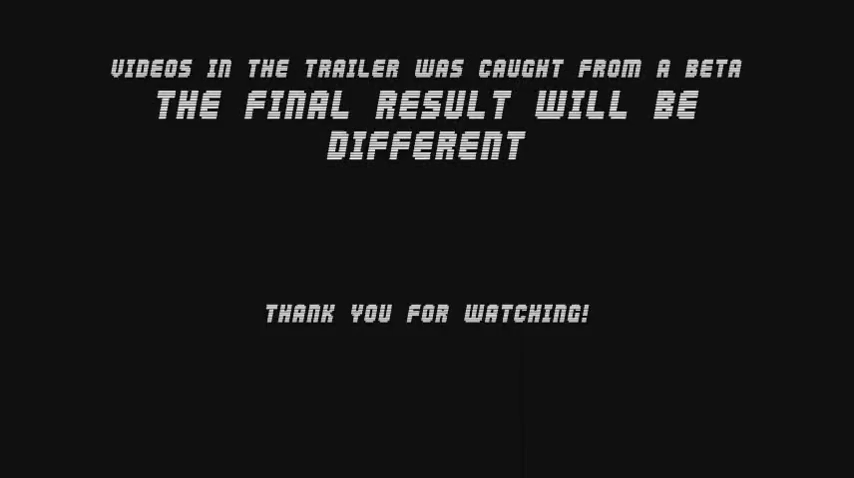 VIDEOS IN THE TRAILER WAS CAUGHT FROM A BETA
THE FINAL RESULT WILL BE
DIFFERENT
THANK YOU FOR WATCHING!